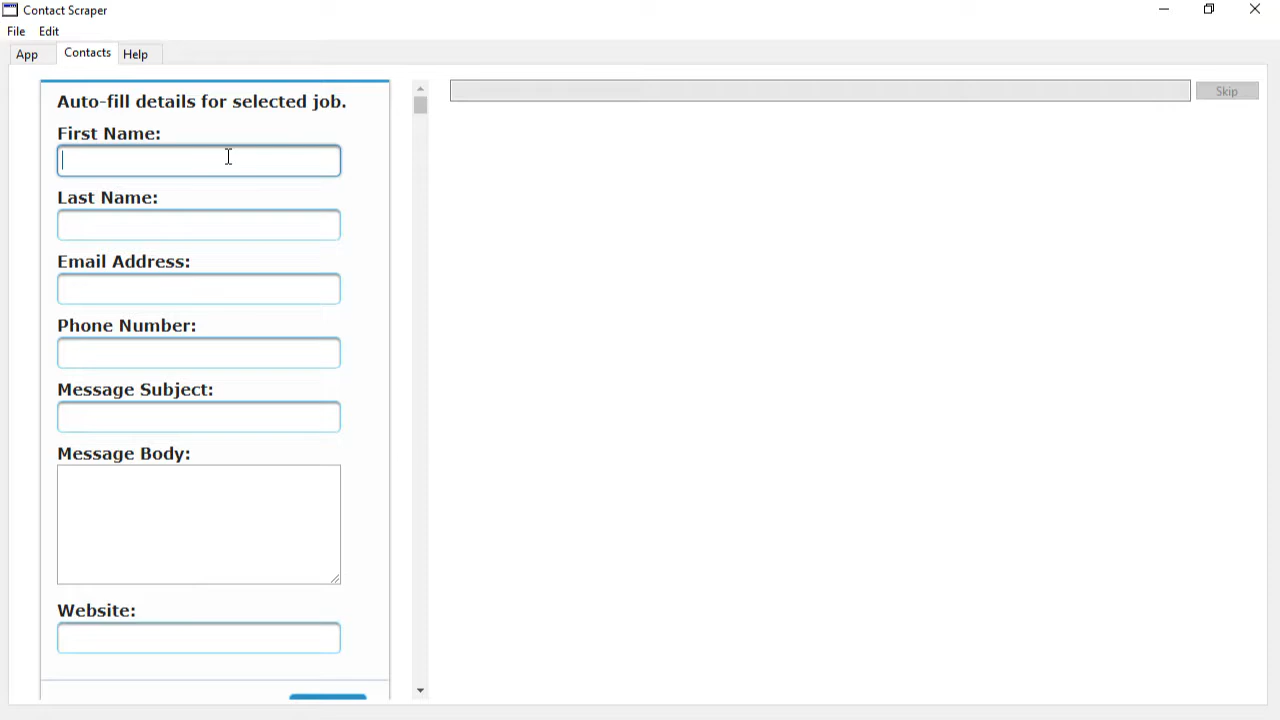 Contact Scraper
File Edit
App Contacts Help
Skip
Auto-fill details for selected job.
First Name:
Last Name:
Email Address:
Phone Number:
Message Subject:
Message Body:
Website: